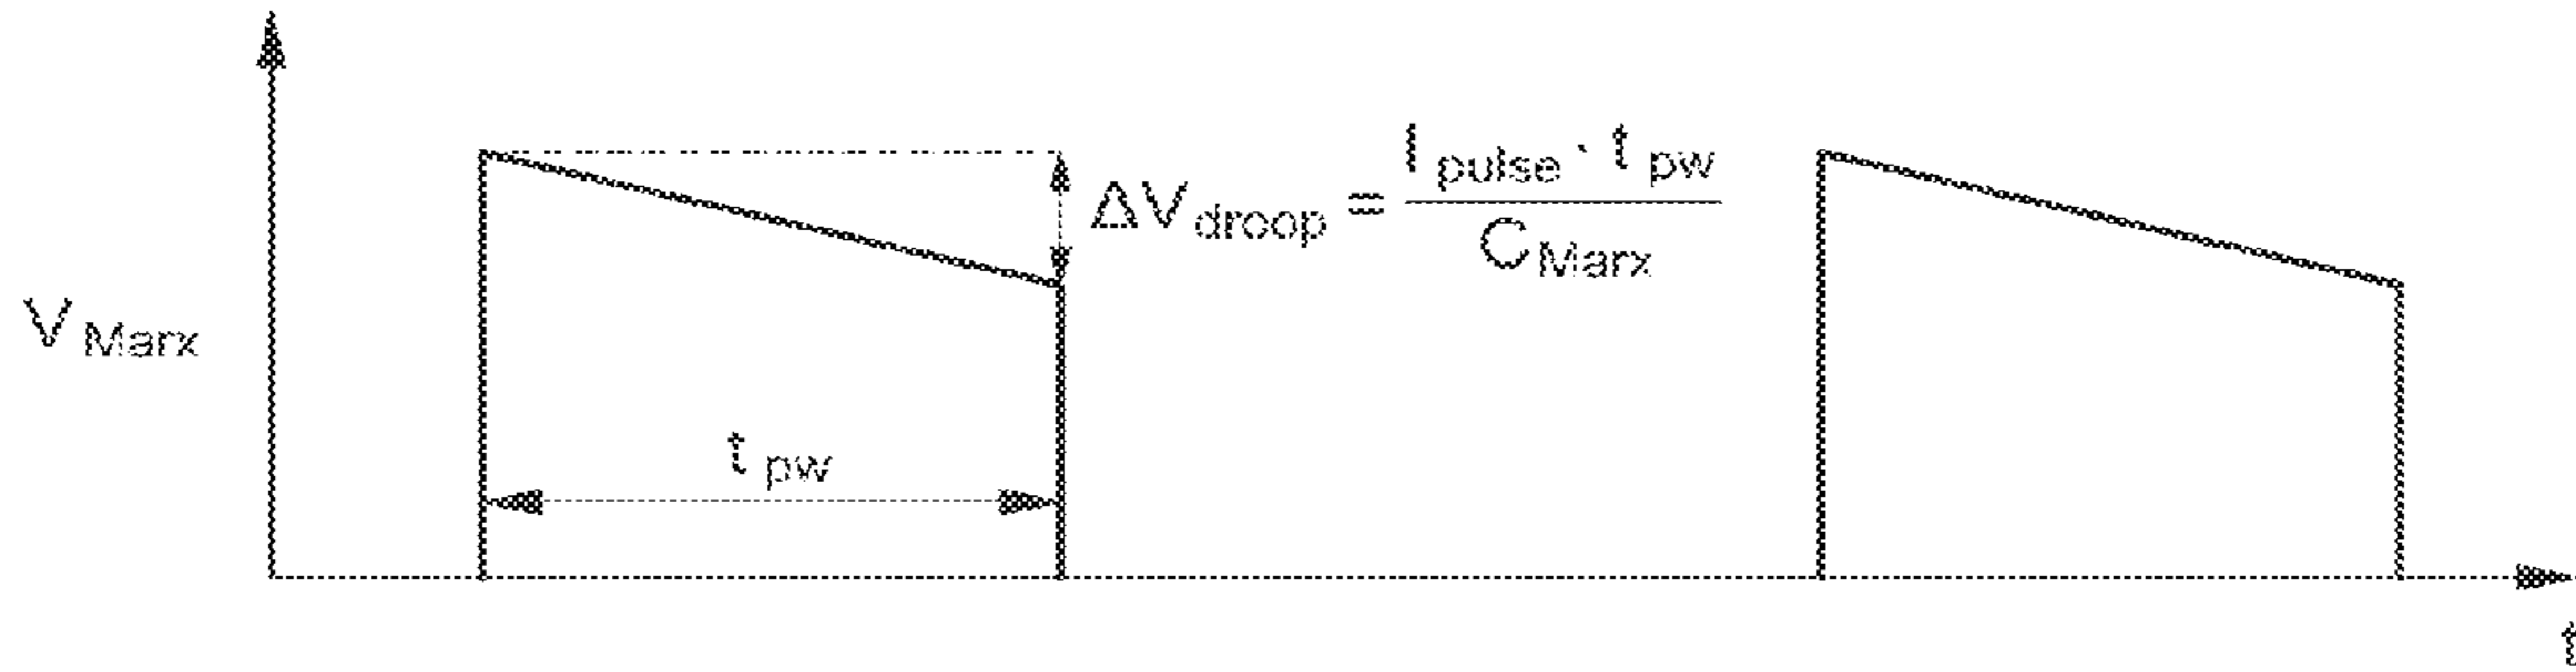 ΔV droop = I pulse · t pw / C Marx
V Marx
t pw
t